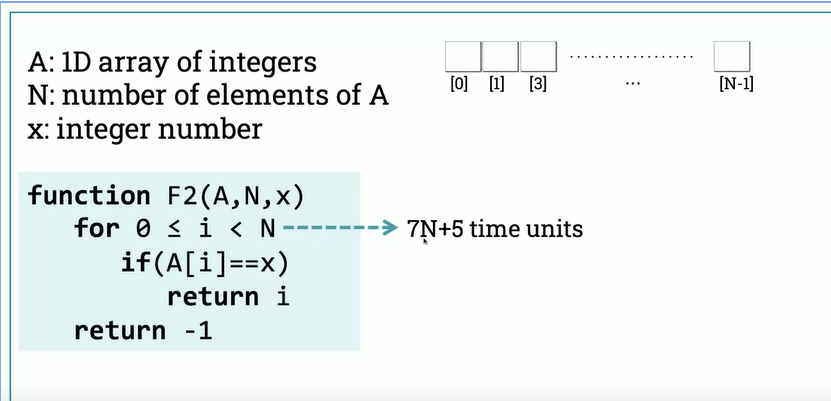 A: 1D array of integers
N: number of elements of A
x: integer number
..................
[0] [1] [3] ... [N-1]
function F2(A,N,x)
for 0 ≤ i < N
7N+5 time units
if(A[i]==x)
return i
return -1